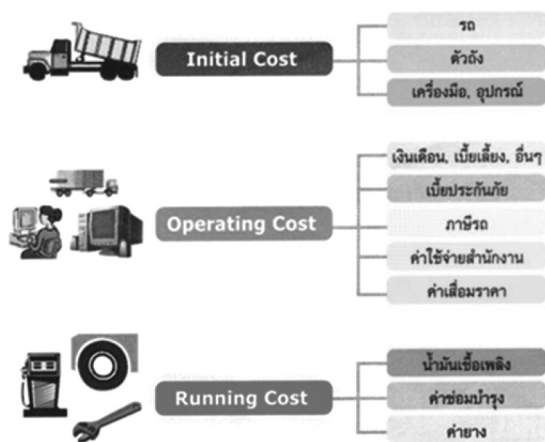 Initial Cost
รถ
ตัวถัง
เครื่องมือ, อุปกรณ์
Operating Cost
เงินเดือน, เบี้ยเลี้ยง, อื่นๆ
เบี้ยประกันภัย
ภาษีรถ
ค่าใช้จ่ายสำนักงาน
ค่าเสื่อมราคา
Running Cost
น้ำมันเชื้อเพลิง
ค่าซ่อมบำรุง
ค่ายาง